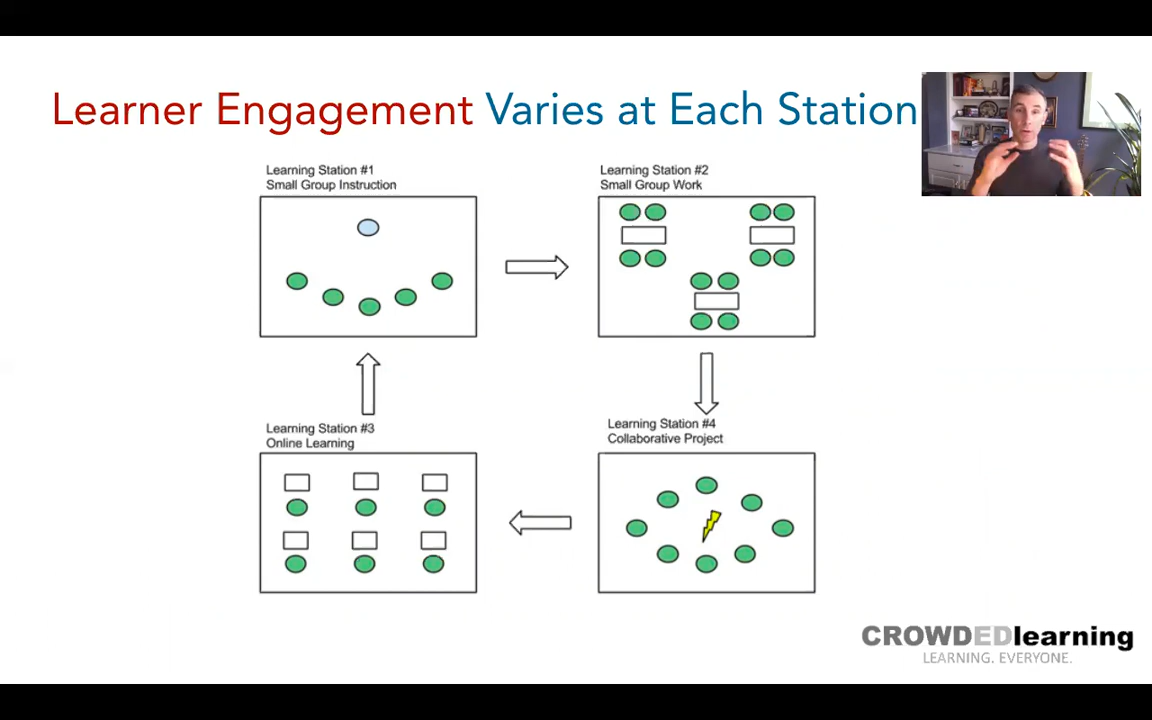 Learner Engagement Varies at Each Station
Learning Station #1
Small Group Instruction
Learning Station #2
Small Group Work
Learning Station #3
Online Learning
Learning Station #4
Collaborative Project
CROWDEDlearning
LEARNING. EVERYONE.